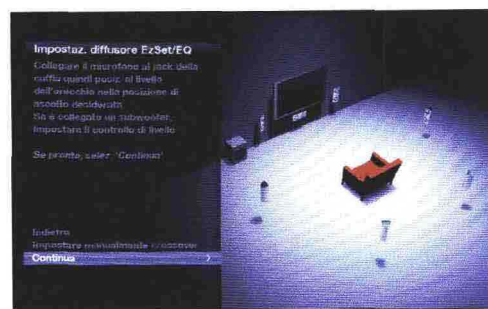 Impostaz. diffusore EzSet/EQ
Collegare il microfono al jack della
cuffia quindi posiz. al livello
dell'orecchio nella posizione di
ascolto desiderata
Se è collegato un subwoofer,
impostare il controllo di livello
Se pronto, selez. 'Continua'
Indietro
Impostare manualmente crossover
Continua